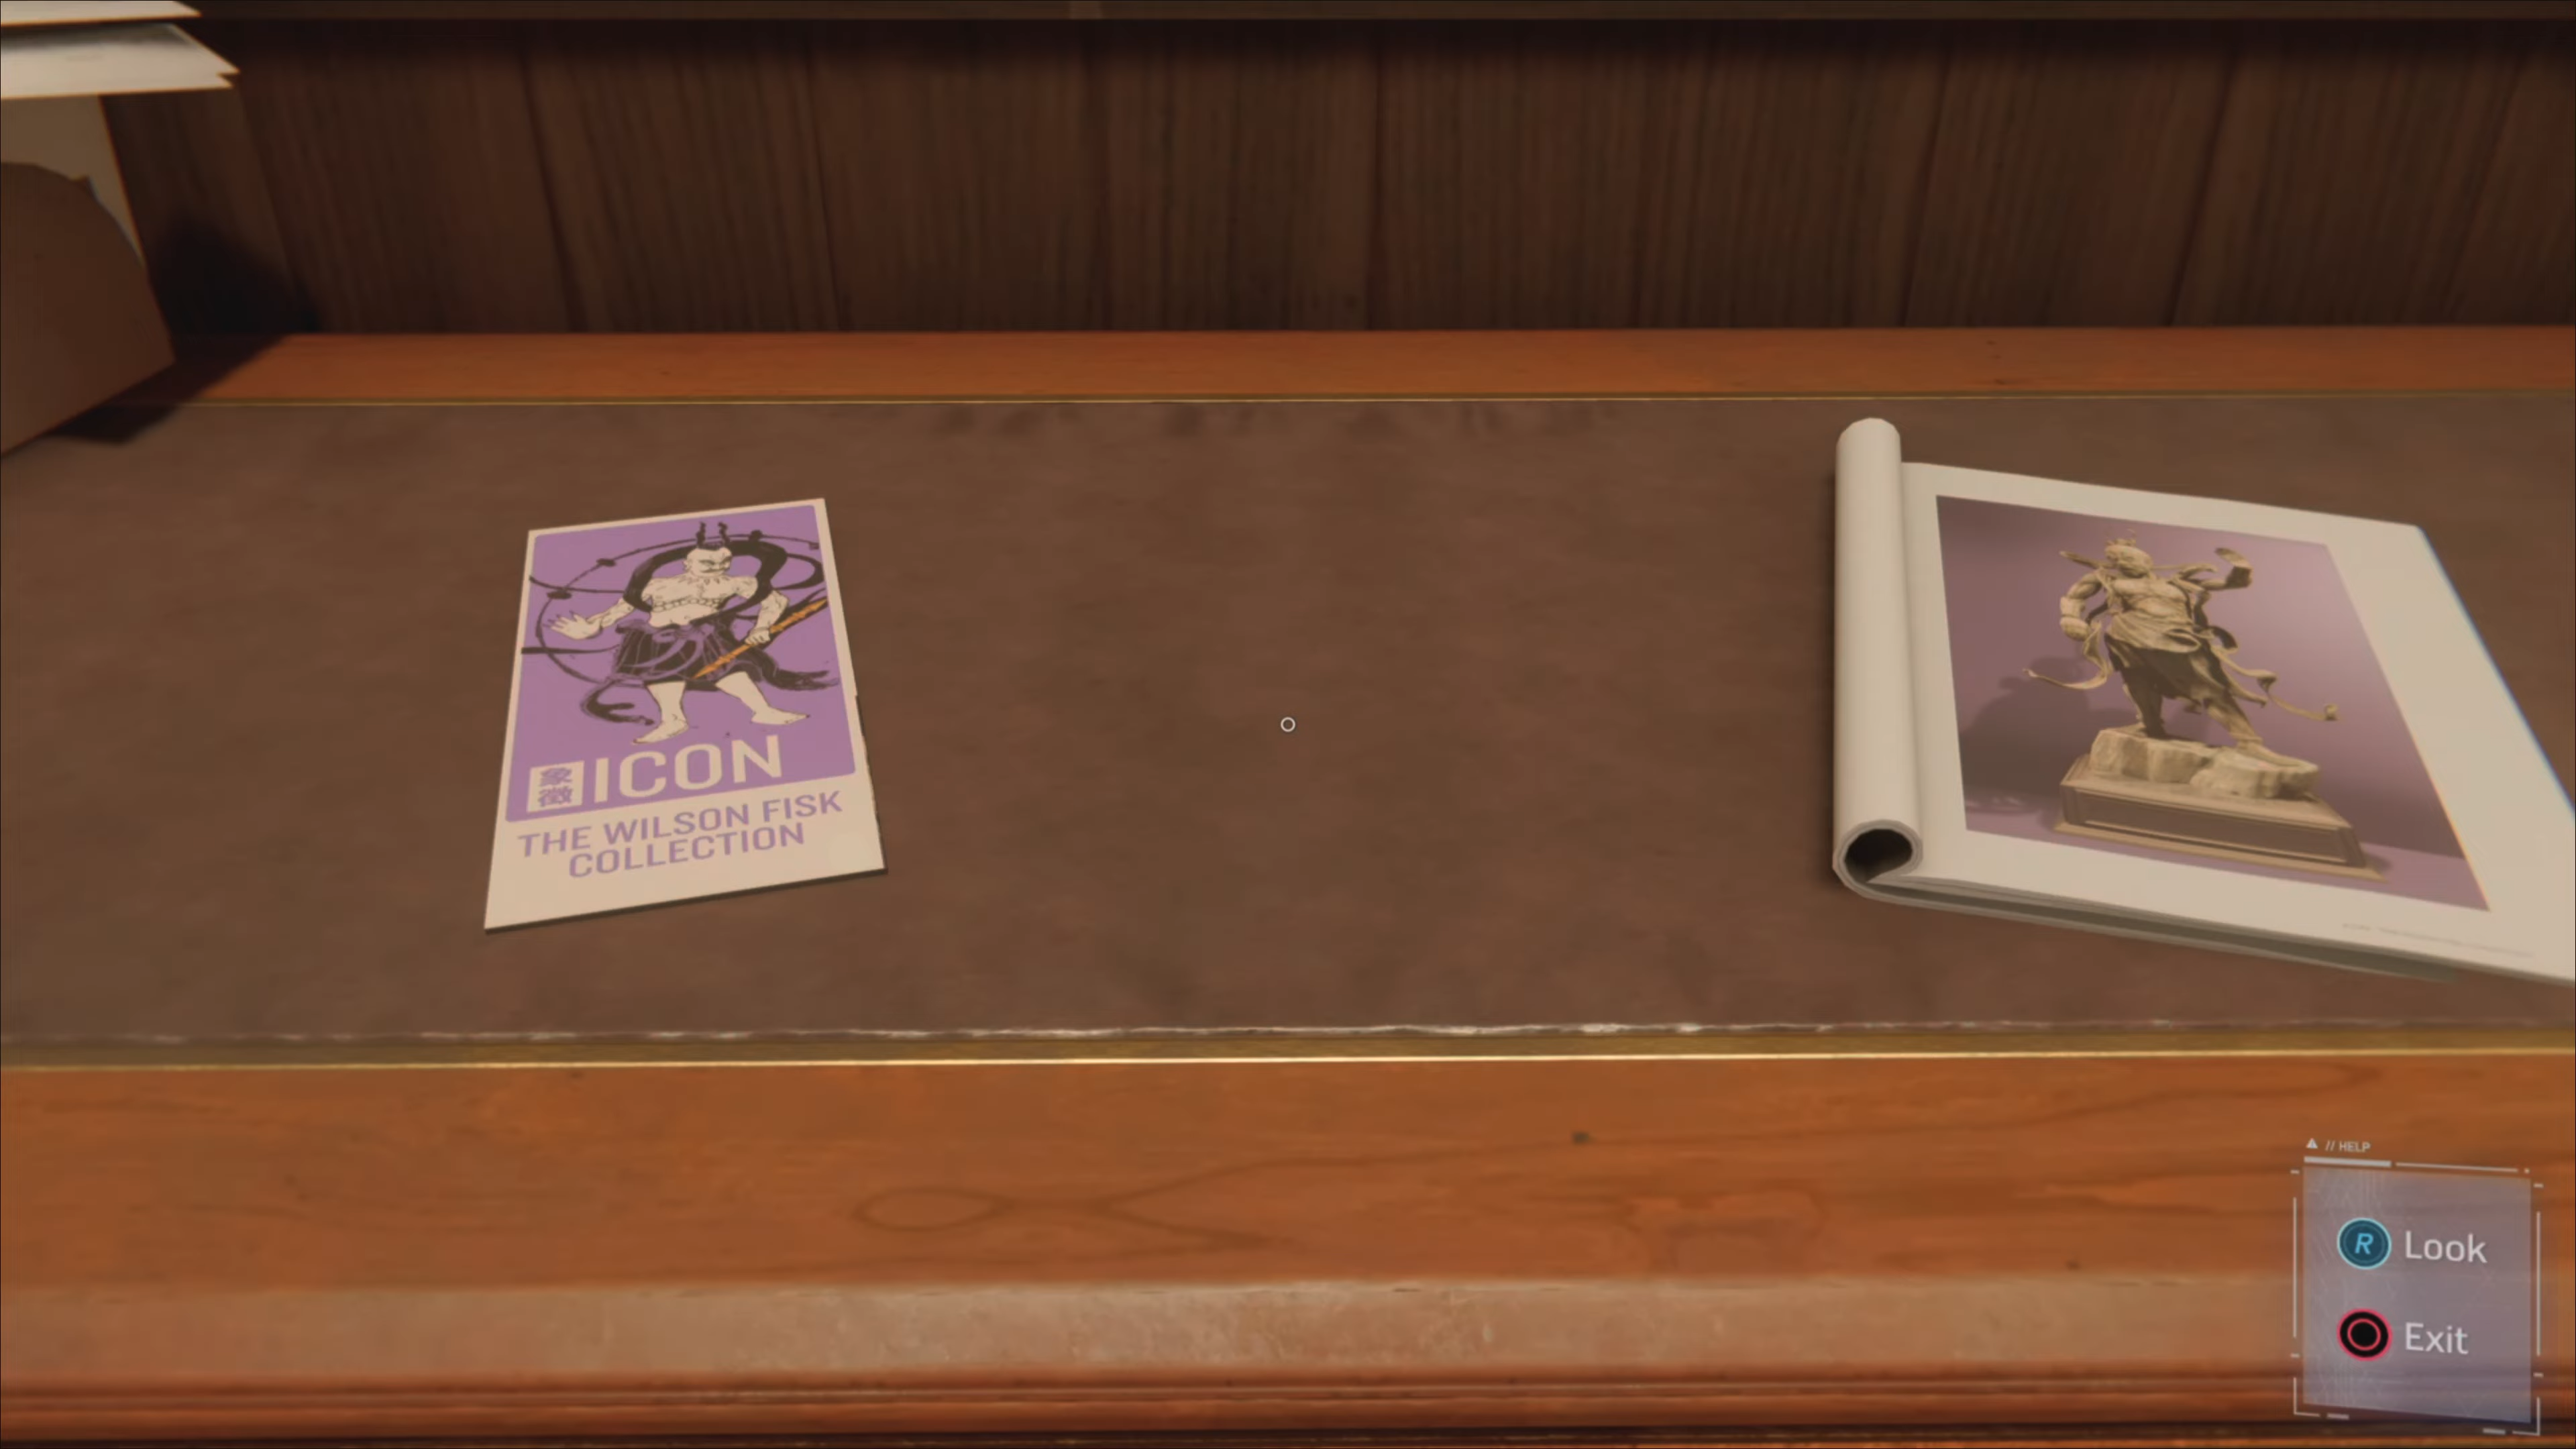 象徵 ICON
THE WILSON FISK
COLLECTION
// HELP
R Look
Exit